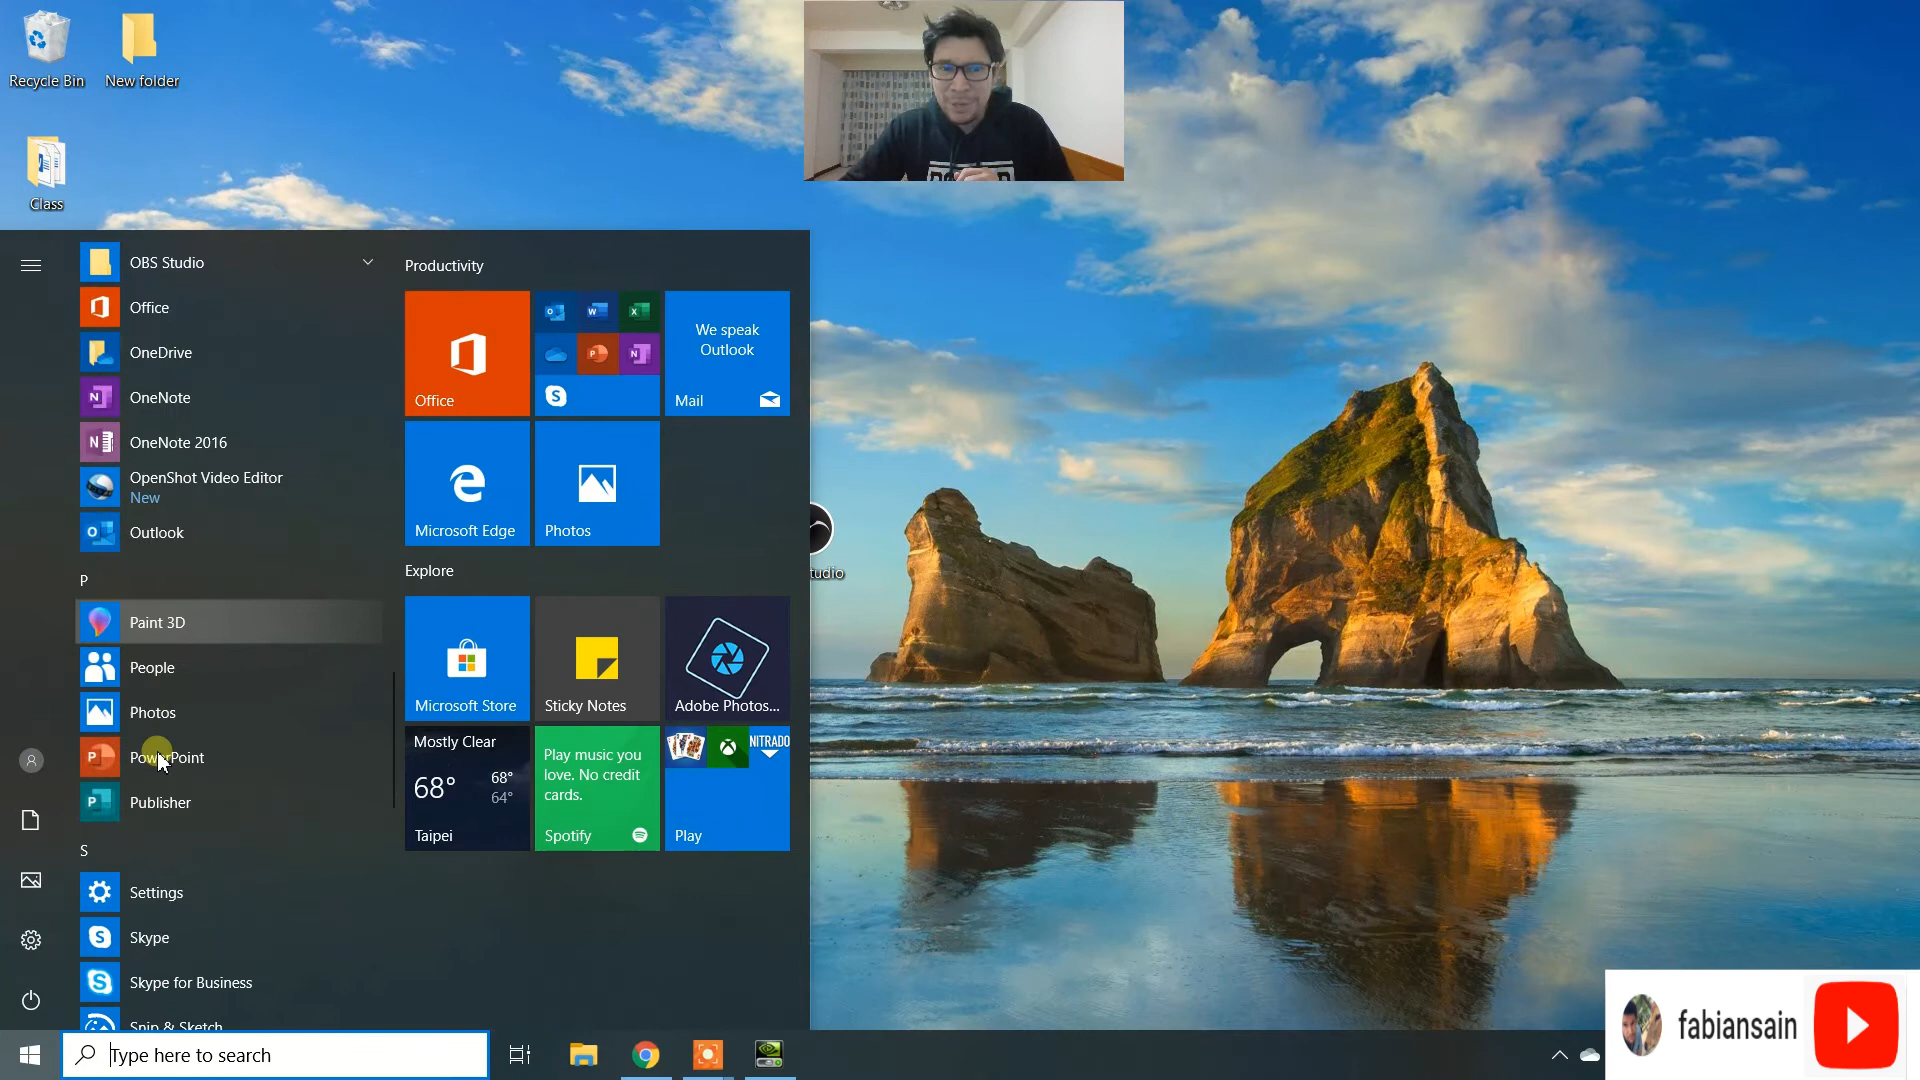 Recycle Bin
New folder
Class
OBS Studio
Office
OneDrive
OneNote
OneNote 2016
OpenShot Video Editor
New
Outlook
P
Paint 3D
People
Photos
PowerPoint
Publisher
S
Settings
Skype
Skype for Business
Snip & Sketch
Productivity
Office
We speak
Outlook
Mail
Microsoft Edge
Photos
Explore
Microsoft Store
Sticky Notes
Adobe Photos...
Mostly Clear
68°
68°
64°
Taipei
Play music you
love. No credit
cards.
Spotify
NITRADO
Play
tudio
Type here to search
fabiansain